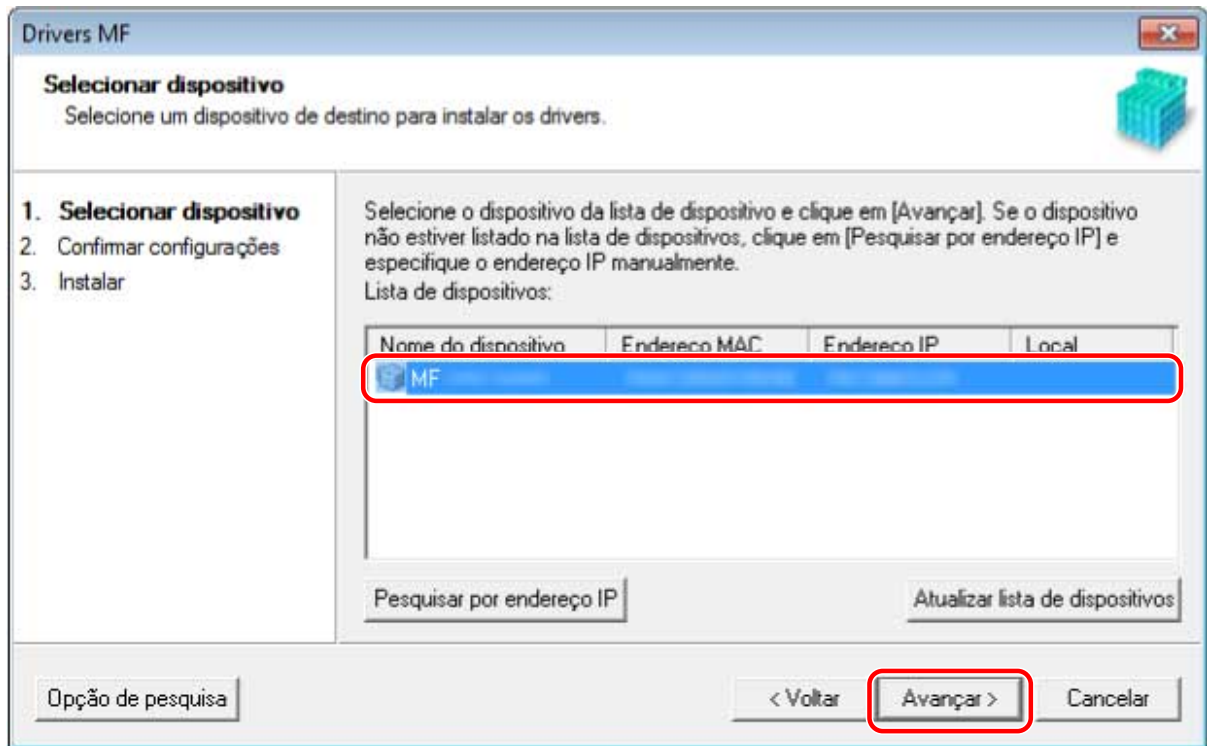 Drivers MF
Selecionar dispositivo
Selecione um dispositivo de destino para instalar os drivers.
1. Selecionar dispositivo
2. Confirmar configurações
3. Instalar
Selecione o dispositivo da lista de dispositivo e clique em [Avançar]. Se o dispositivo
não estiver listado na lista de dispositivos, clique em [Pesquisar por endereço IP] e
especifique o endereço IP manualmente.
Lista de dispositivos:
Nome do dispositivo Endereço MAC Endereço IP Local
MF
Pesquisar por endereço IP Atualizar lista de dispositivos
Opção de pesquisa < Voltar Avançar > Cancelar